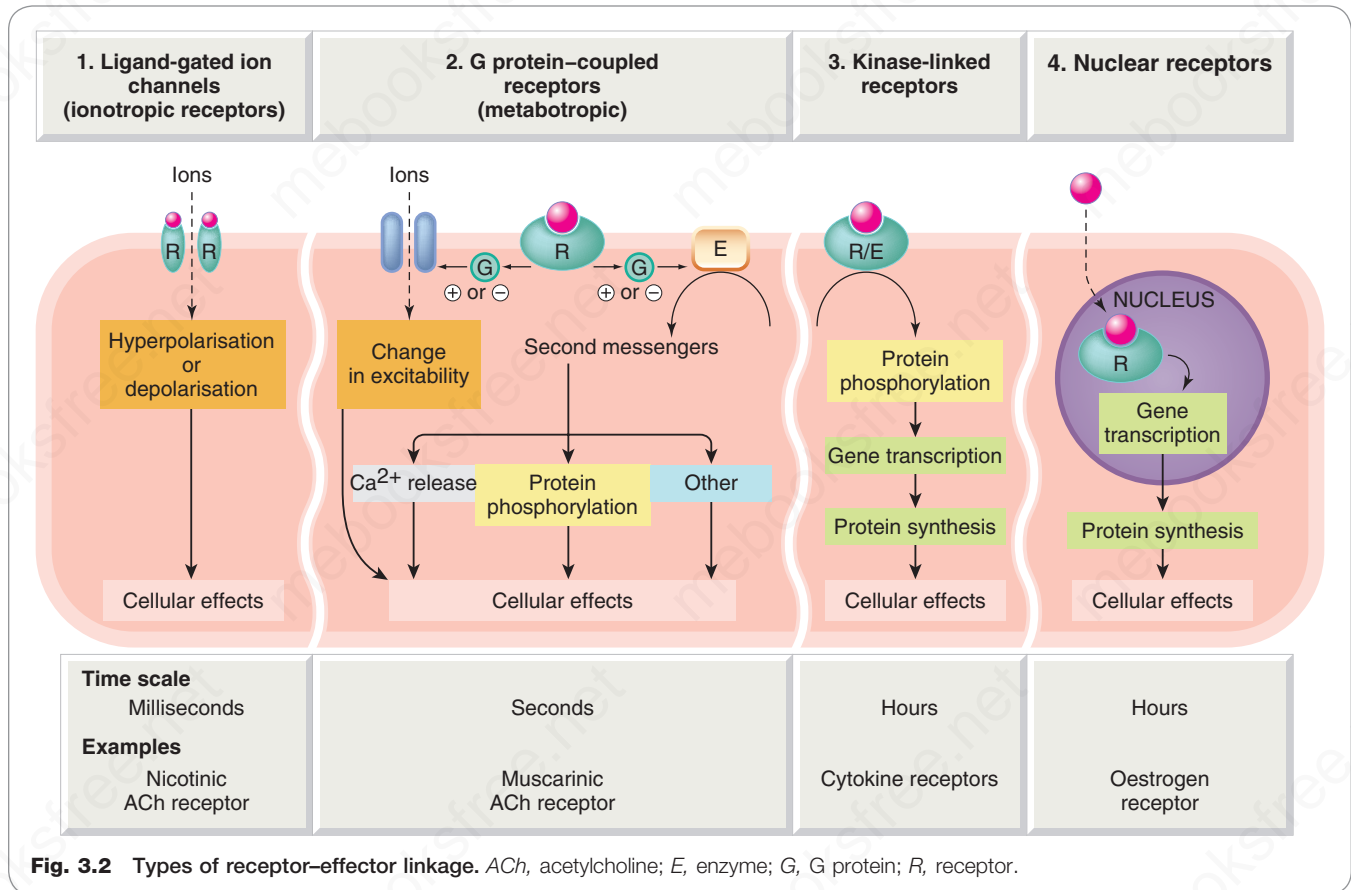 1. Ligand-gated ion
channels
(ionotropic receptors)
2. G protein–coupled
receptors
(metabotropic)
3. Kinase-linked
receptors
4. Nuclear receptors
Ions
R
R
Hyperpolarisation
or
depolarisation
Cellular effects
Ions
R
E
G
G
+ or −
+ or −
Change
in excitability
Second messengers
Ca2+ release
Protein
phosphorylation
Other
Cellular effects
R/E
Protein
phosphorylation
Gene transcription
Protein synthesis
Cellular effects
NUCLEUS
R
Gene
transcription
Protein synthesis
Cellular effects
Time scale
Milliseconds
Seconds
Hours
Hours
Examples
Nicotinic
ACh receptor
Muscarinic
ACh receptor
Cytokine receptors
Oestrogen
receptor
Fig. 3.2 Types of receptor–effector linkage. ACh, acetylcholine; E, enzyme; G, G protein; R, receptor.
mebooksfree.net